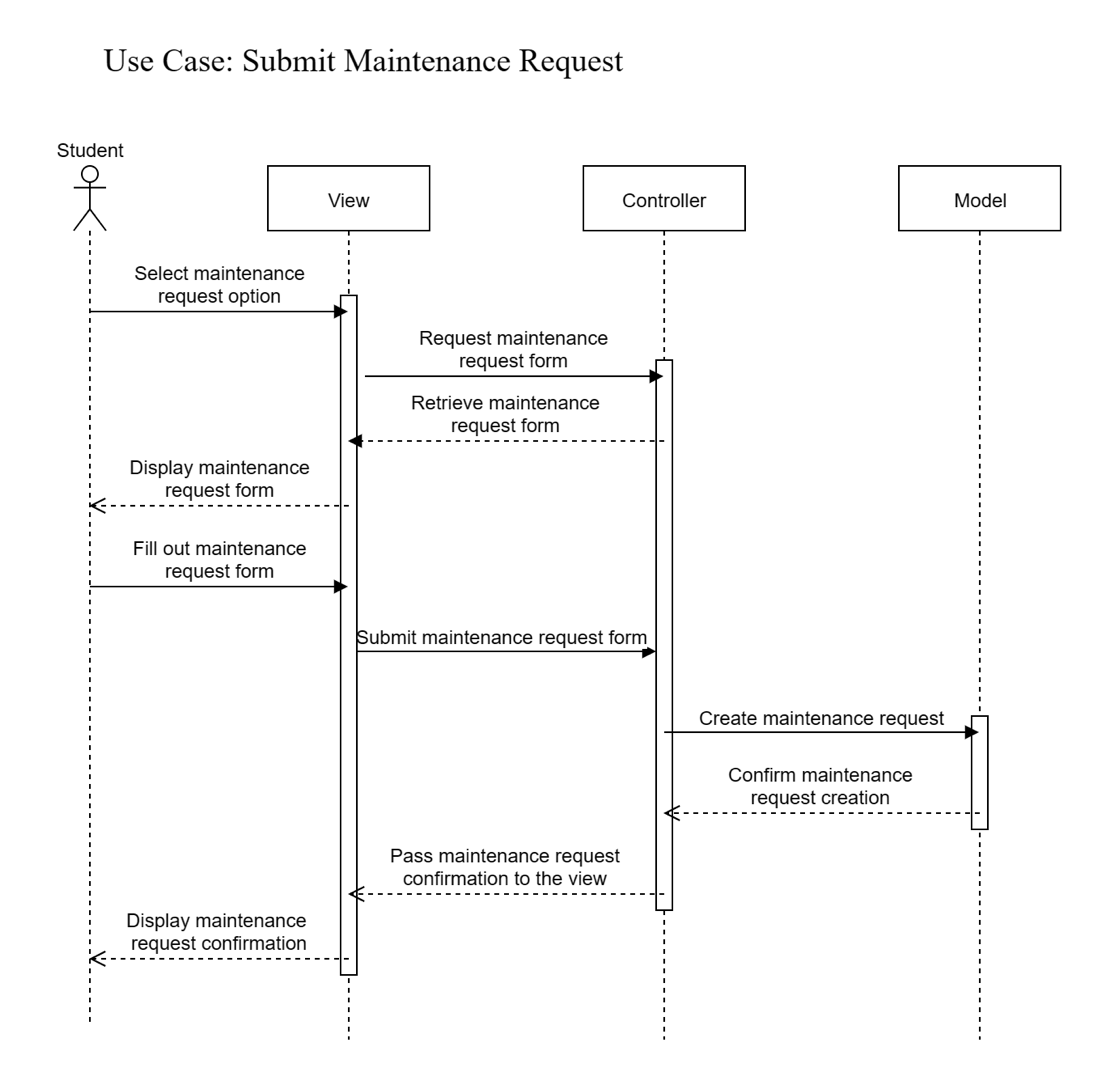 Use Case: Submit Maintenance Request
Student
View
Controller
Model
Select maintenance
request option
Request maintenance
request form
Retrieve maintenance
request form
Display maintenance
request form
Fill out maintenance
request form
Submit maintenance request form
Create maintenance request
Confirm maintenance
request creation
Pass maintenance request
confirmation to the view
Display maintenance
request confirmation